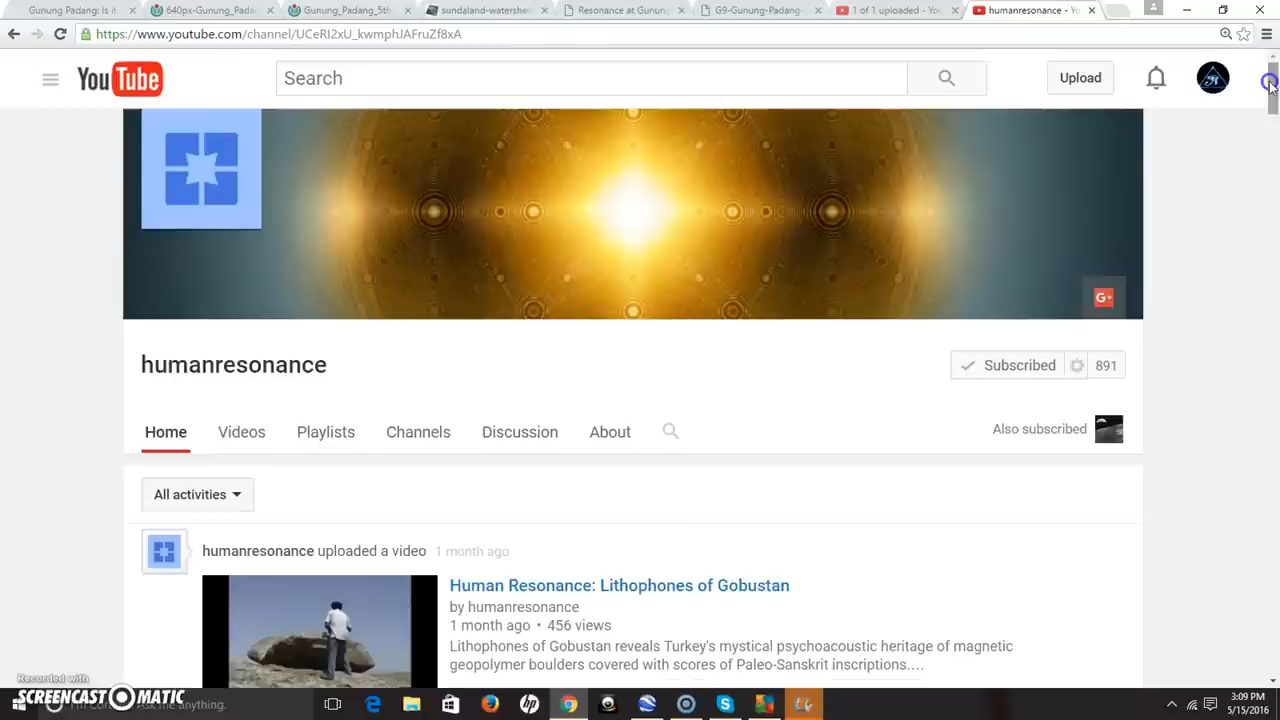 Gunung Padang: Is it
640px-Gunung_Pada
Gunung_Padang_5th
sundaland-watershe
Resonance at Gunung
G9-Gunung-Padang-
1 of 1 uploaded - Yo
humanresonance - Yo
https://www.youtube.com/channel/UCeRI2xU_kwmphJAFruZf8xA
YouTube
Search
Upload
G+
humanresonance
Subscribed 891
Home Videos Playlists Channels Discussion About
Also subscribed
All activities
humanresonance uploaded a video 1 month ago
Human Resonance: Lithophones of Gobustan
by humanresonance
1 month ago • 456 views
Lithophones of Gobustan reveals Turkey's mystical psychoacoustic heritage of magnetic
geopolymer boulders covered with scores of Paleo-Sanskrit inscriptions....
Recorded with
SCREENCAST O MATIC
Ask me anything.
3:09 PM
5/15/2016